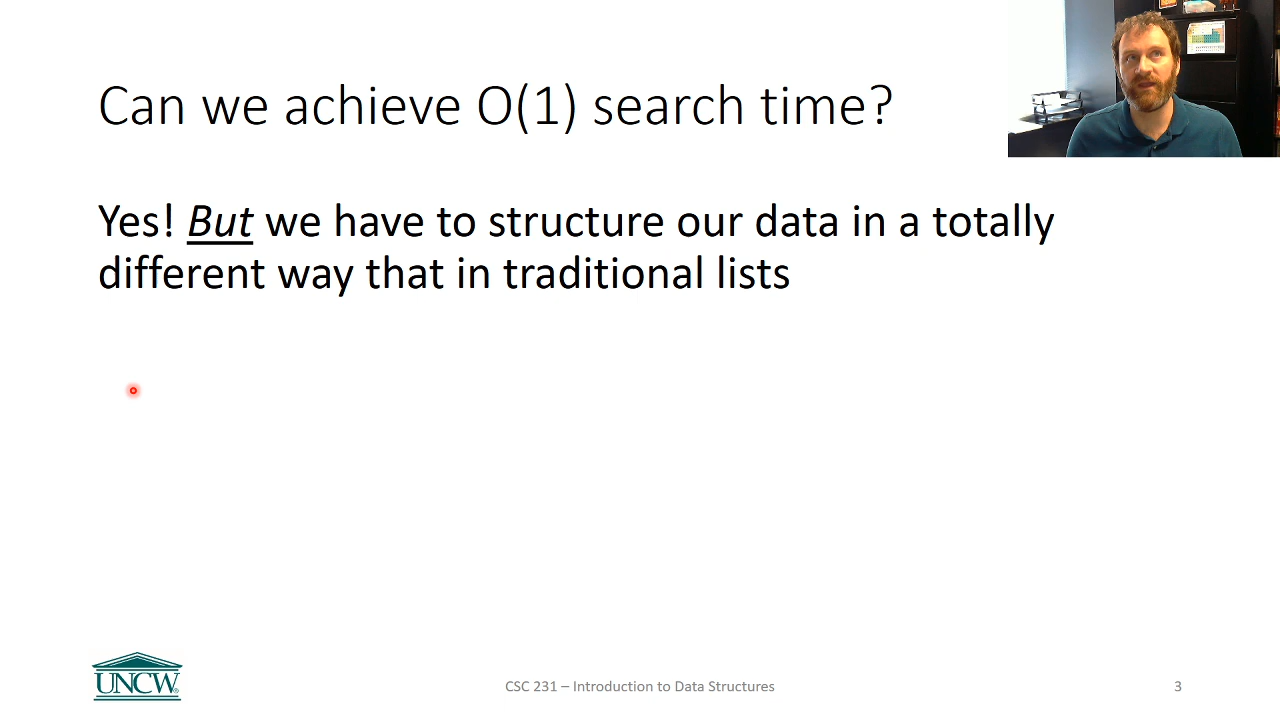 Can we achieve O(1) search time?
Yes! But we have to structure our data in a totally
different way that in traditional lists
UNCW
CSC 231 – Introduction to Data Structures
3